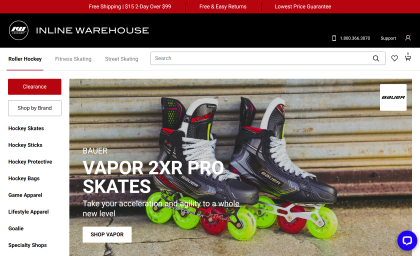 Free Shipping | $15 2-Day Over $99
Free & Easy Returns
Lowest Price Guarantee
INLINE WAREHOUSE
1.800.366.3070
Support
Roller Hockey
Fitness Skating
Street Skating
Search
0
Clearance
Shop by Brand
Hockey Skates
Hockey Sticks
Hockey Protective
Hockey Bags
Game Apparel
Lifestyle Apparel
Goalie
Specialty Shops
BAUER
BAUER
VAPOR 2XR PRO
SKATES
Take your acceleration and agility to a whole
new level
SHOP VAPOR